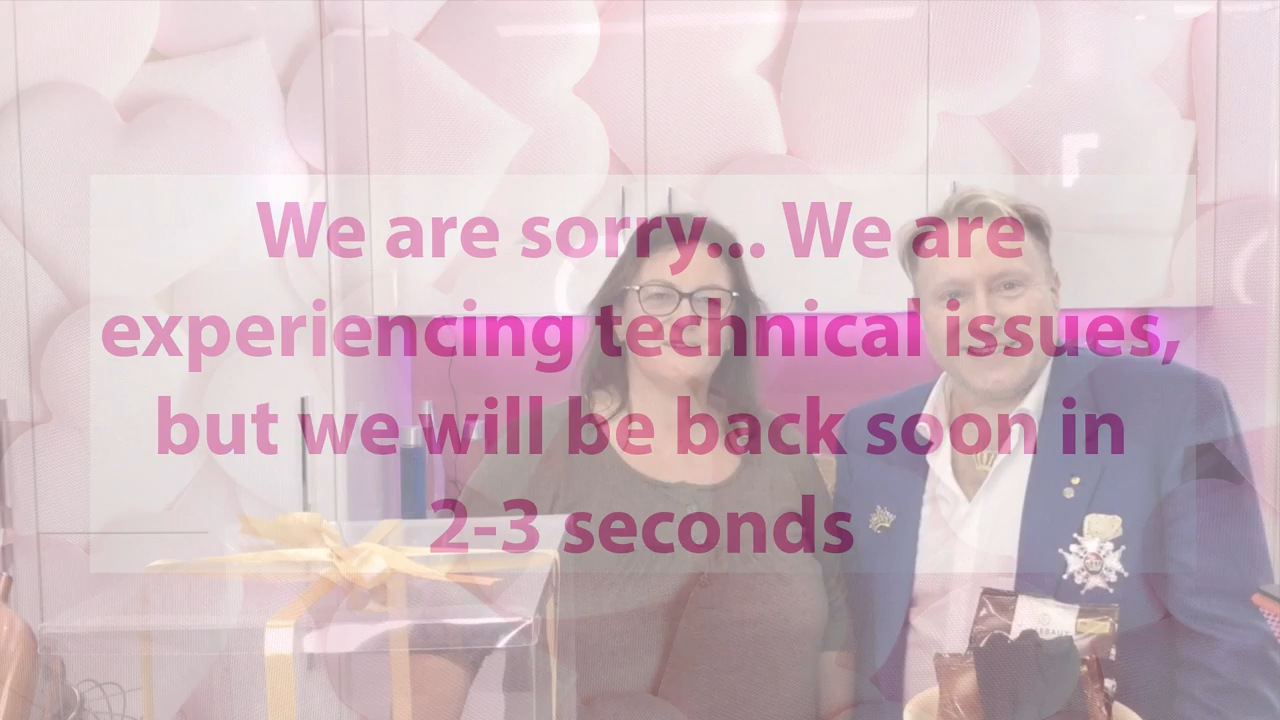 We are sorry... We are
experiencing technical issues,
but we will be back soon in
2-3 seconds